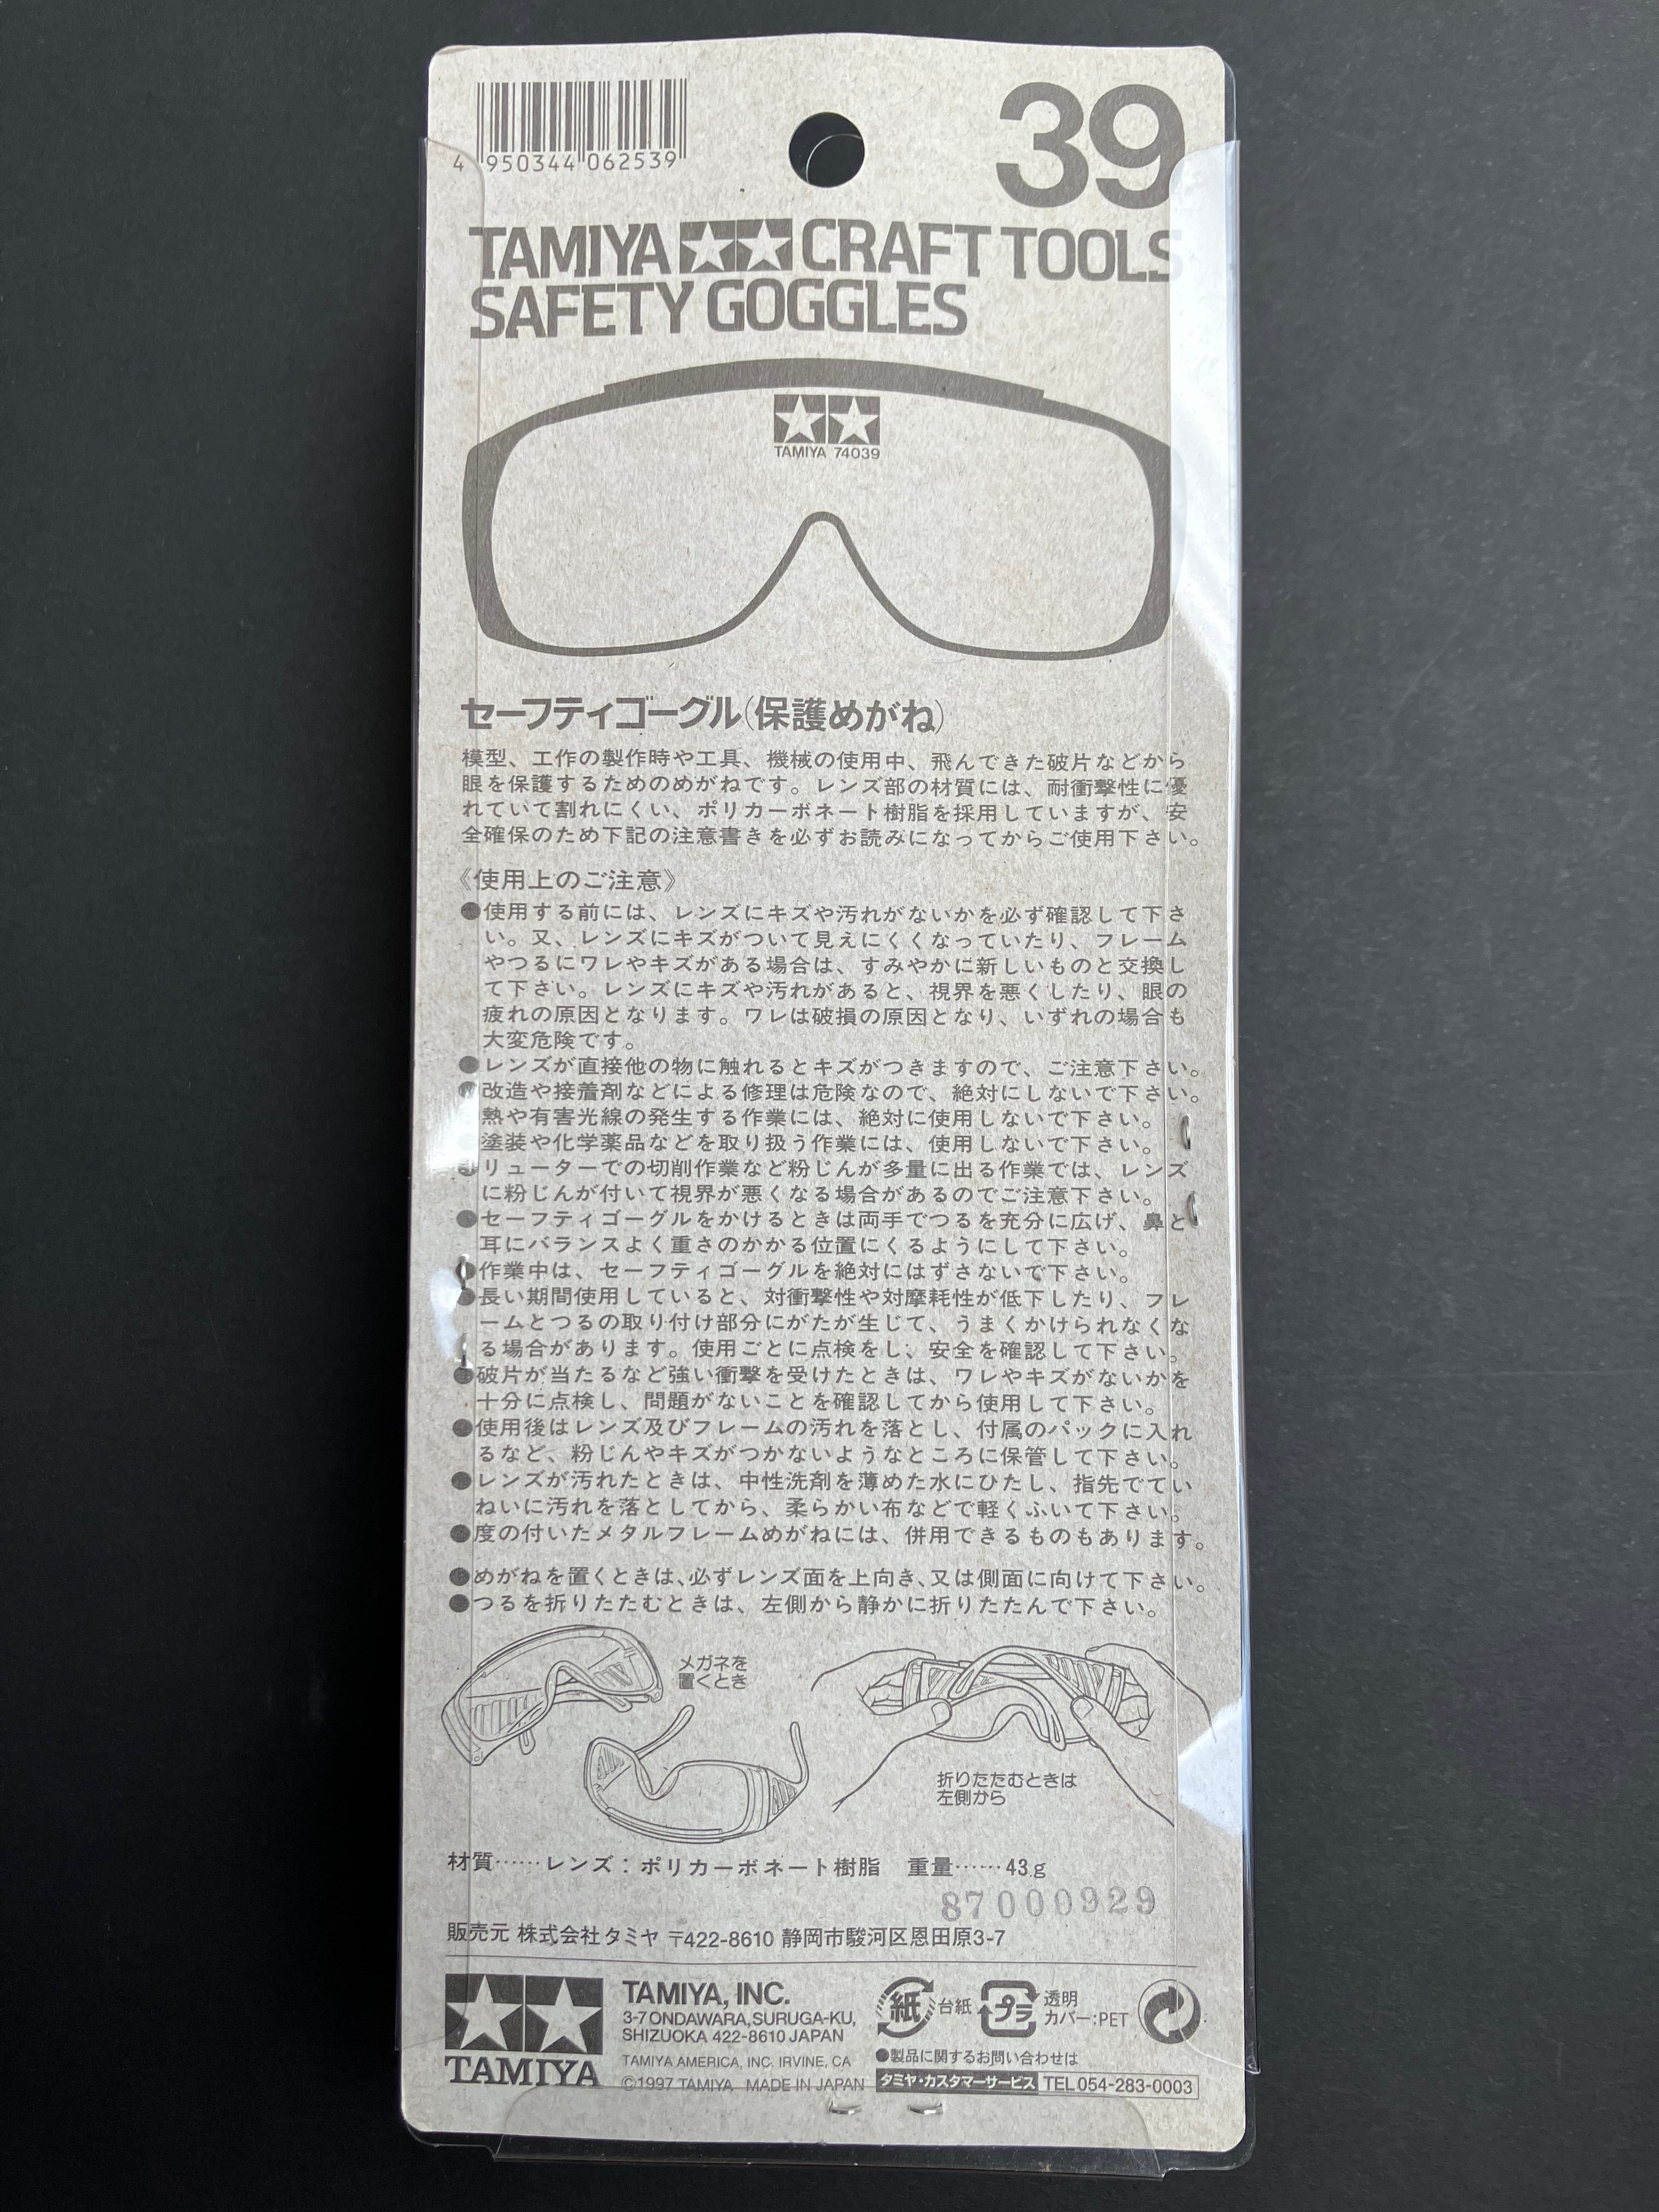 39
4 950344 062539
TAMIYA CRAFT TOOLS
SAFETY GOGGLES
TAMIYA 74039
セーフティゴーグル(保護めがね)
模型、工作の製作時や工具、機械の使用中、飛んできた破片などから
眼を保護するためのめがねです。レンズ部の材質には、耐衝撃性に優
れていて割れにくい、ポリカーボネート樹脂を採用していますが、安
全確保のため下記の注意書きを必ずお読みになってからご使用下さい。
《使用上のご注意》
●使用する前には、レンズにキズや汚れがないかを必ず確認して下さ
い。又、レンズにキズがついて見えにくくなっていたり、フレーム
やつるにワレやキズがある場合は、すみやかに新しいものと交換し
て下さい。レンズにキズや汚れがあると、視界を悪くしたり、眼の
疲れの原因となります。ワレは破損の原因となり、いずれの場合も
大変危険です。
●レンズが直接他の物に触れるとキズがつきますので、ご注意下さい。
●改造や接着剤などによる修理は危険なので、絶対にしないで下さい。
熱や有害光線の発生する作業には、絶対に使用しないで下さい。
●塗装や化学薬品などを取り扱う作業には、使用しないで下さい。
●リューターでの切削作業など粉じんが多量に出る作業では、レンズ
に粉じんが付いて視界が悪くなる場合があるのでご注意下さい。
●セーフティゴーグルをかけるときは両手でつるを充分に広げ、鼻と
耳にバランスよく重さのかかる位置にくるようにして下さい。
●作業中は、セーフティゴーグルを絶対にはずさないで下さい。
●長い期間使用していると、対衝撃性や対摩耗性が低下したり、フレ
ームとつるの取り付け部分にがたが生じて、うまくかけられなくな
る場合があります。使用ごとに点検をし、安全を確認して下さい。
●破片が当たるなど強い衝撃を受けたときは、ワレやキズがないかを
十分に点検し、問題がないことを確認してから使用して下さい。
●使用後はレンズ及びフレームの汚れを落とし、付属のパックに入れ
るなど、粉じんやキズがつかないようなところに保管して下さい。
●レンズが汚れたときは、中性洗剤を薄めた水にひたし、指先でてい
ねいに汚れを落としてから、柔らかい布などで軽くふいて下さい。
●度の付いたメタルフレームめがねには、併用できるものもあります。
●めがねを置くときは、必ずレンズ面を上向き、又は側面に向けて下さい。
●つるを折りたたむときは、左側から静かに折りたたんで下さい。
メガネを
置くとき
折りたたむときは
左側から
材質……レンズ：ポリカーボネート樹脂 重量……43g
87000929
販売元 株式会社タミヤ 〒422-8610 静岡市駿河区恩田原3-7
TAMIYA
TAMIYA, INC.
3-7 ONDAWARA, SURUGA-KU,
SHIZUOKA 422-8610 JAPAN
TAMIYA AMERICA, INC. IRVINE, CA
©1997 TAMIYA MADE IN JAPAN
紙 台紙 プラ 透明
カバー:PET
●製品に関するお問い合わせは
タミヤ・カスタマーサービス TEL 054-283-0003